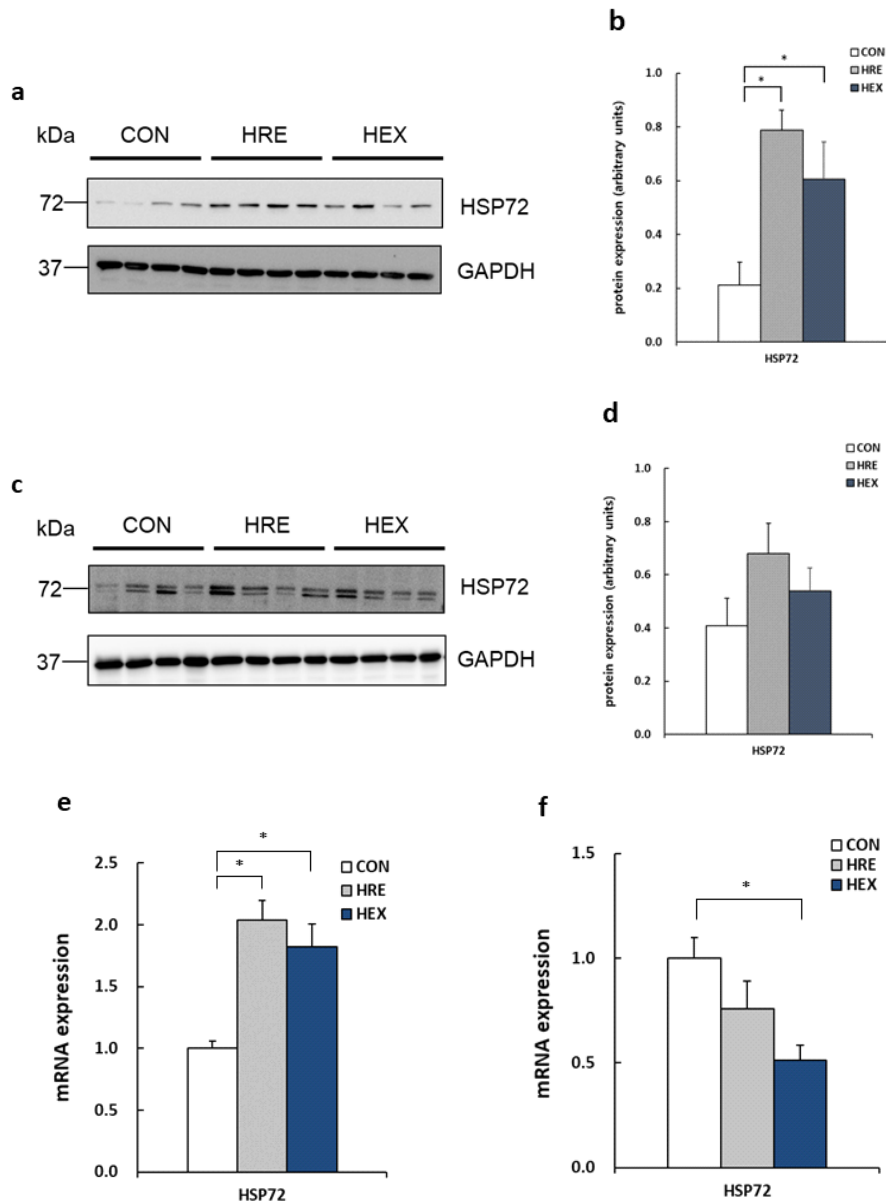 a
kDa
CON HRE HEX
72
HSP72
37
GAPDH
b
CON
HRE
HEX
*
*
protein expression (arbitrary units)
1.0
0.8
0.6
0.4
0.2
0.0
HSP72
c
kDa
CON HRE HEX
72
HSP72
37
GAPDH
d
CON
HRE
HEX
protein expression (arbitrary units)
1.0
0.8
0.6
0.4
0.2
0.0
HSP72
e
*
*
CON
HRE
HEX
mRNA expression
2.5
2.0
1.5
1.0
0.5
0.0
HSP72
f
CON
HRE
HEX
*
mRNA expression
1.5
1.0
0.5
0.0
HSP72